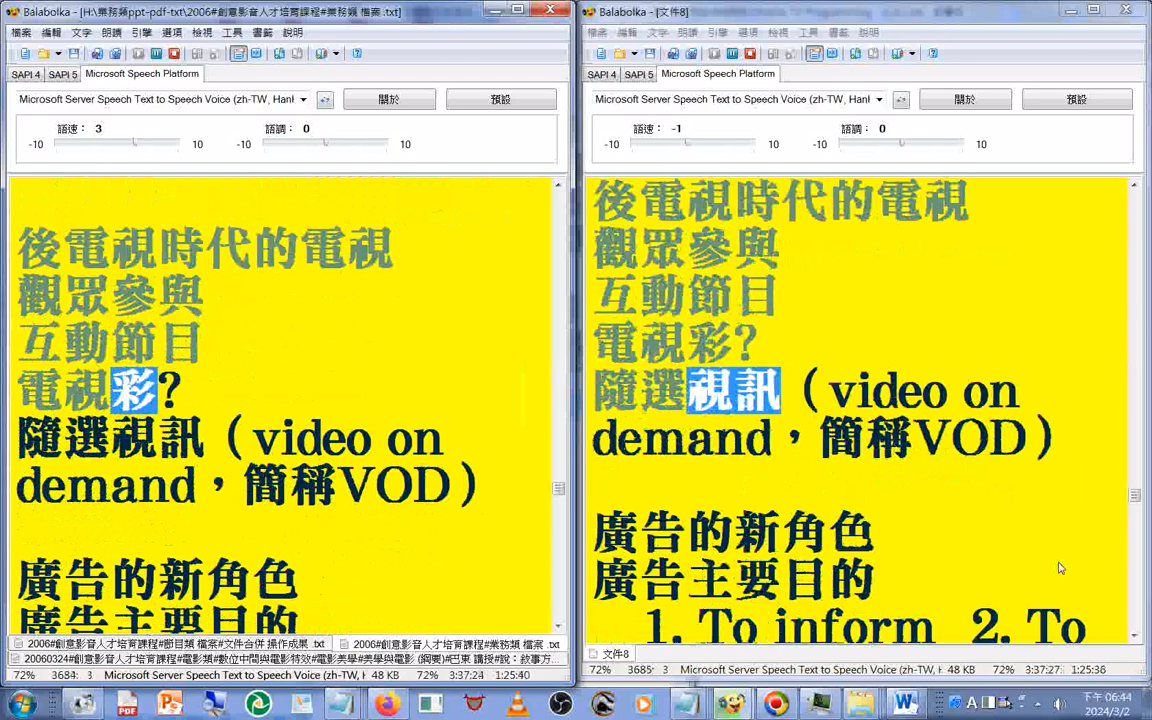 Balabolka - [H:\業務類ppt-pdf-txt\2006#創意影音人才培育課程#業務類 檔案 .txt]
檔案 編輯 文字 朗讀 引擎 選項 檢視 工具 書籤 說明
SAPI 4 SAPI 5 Microsoft Speech Platform
Microsoft Server Speech Text to Speech Voice (zh-TW, Hanl
關於 預設
語速： 3 語調： 0
-10 10 -10 10
後電視時代的電視
觀眾參與
互動節目
電視彩?
隨選視訊（video on
demand，簡稱VOD）
廣告的新角色
廣告主要目的
2006#創意影音人才培育課程#節目類 檔案#文件合併 操作成果 .txt 2006#創意影音人才培育課程#業務類 檔案 .txt
20060324#創意影音人才培育課程#電影類#數位中間與電影特效#電影美學#美學與電影 (綱要)#巴東 講授#說：敘事方...
72% 3684: 3 Microsoft Server Speech Text to Speech Voice (zh-TW, H 48 KB 3:37:24 1:25:40
Balabolka - [文件8]
檔案 編輯 文字 朗讀 引擎 選項 檢視 工具 書籤 說明
SAPI 4 SAPI 5 Microsoft Speech Platform
Microsoft Server Speech Text to Speech Voice (zh-TW, Hanl
關於 預設
語速： -1 語調： 0
-10 10 -10 10
後電視時代的電視
觀眾參與
互動節目
電視彩?
隨選視訊（video on
demand，簡稱VOD）
廣告的新角色
廣告主要目的
1. To inform 2. To
文件8
72% 3685: Microsoft Server Speech Text to Speech Voice (zh-TW, Hanl 48 KB 3:37:27 1:25:38
下午 06:44
2024/3/2